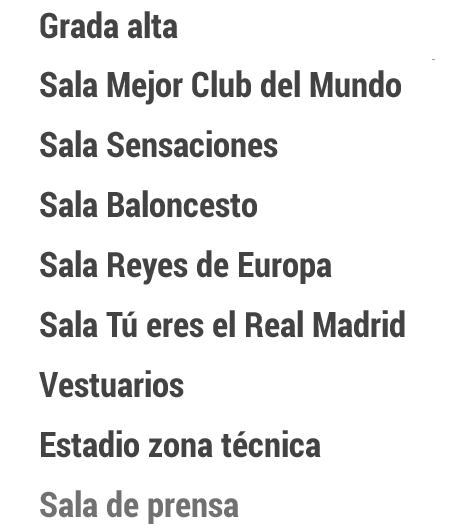 Grada alta
Sala Mejor Club del Mundo
Sala Sensaciones
Sala Baloncesto
Sala Reyes de Europa
Sala Tú eres el Real Madrid
Vestuarios
Estadio zona técnica
Sala de prensa